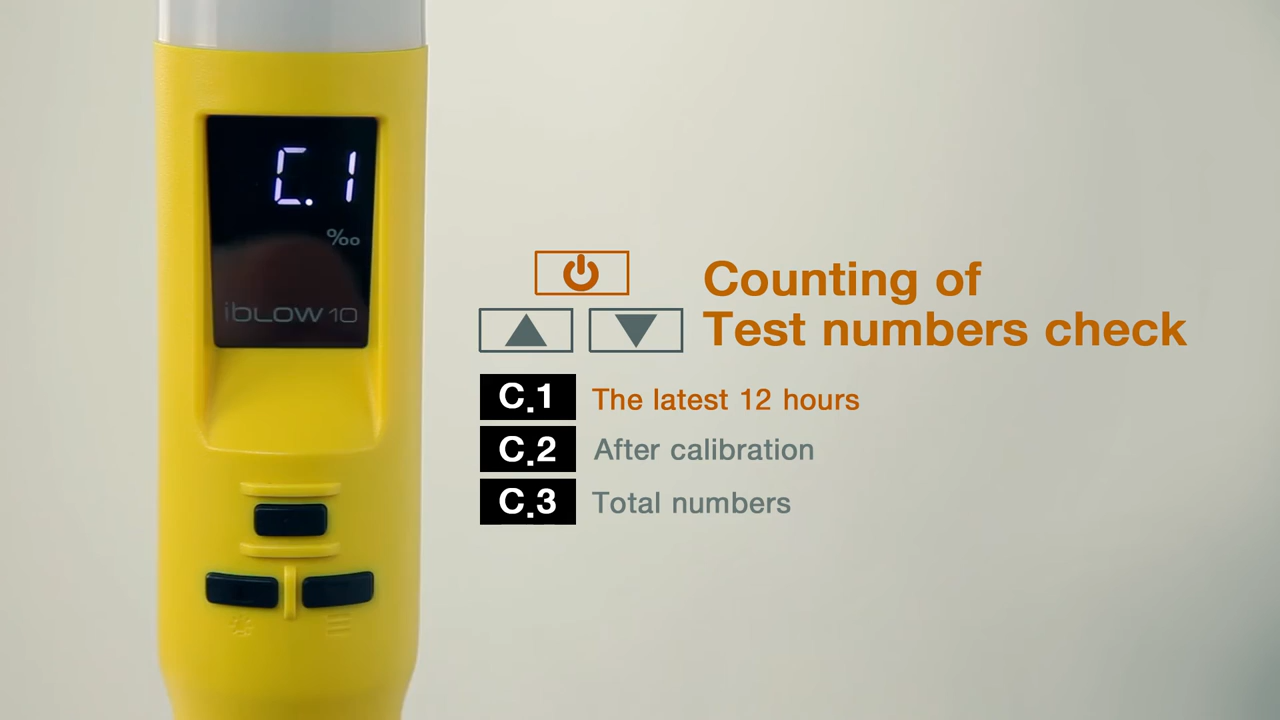 C.1
‰
iBLOW10
Counting of
Test numbers check
C.1 The latest 12 hours
C.2 After calibration
C.3 Total numbers